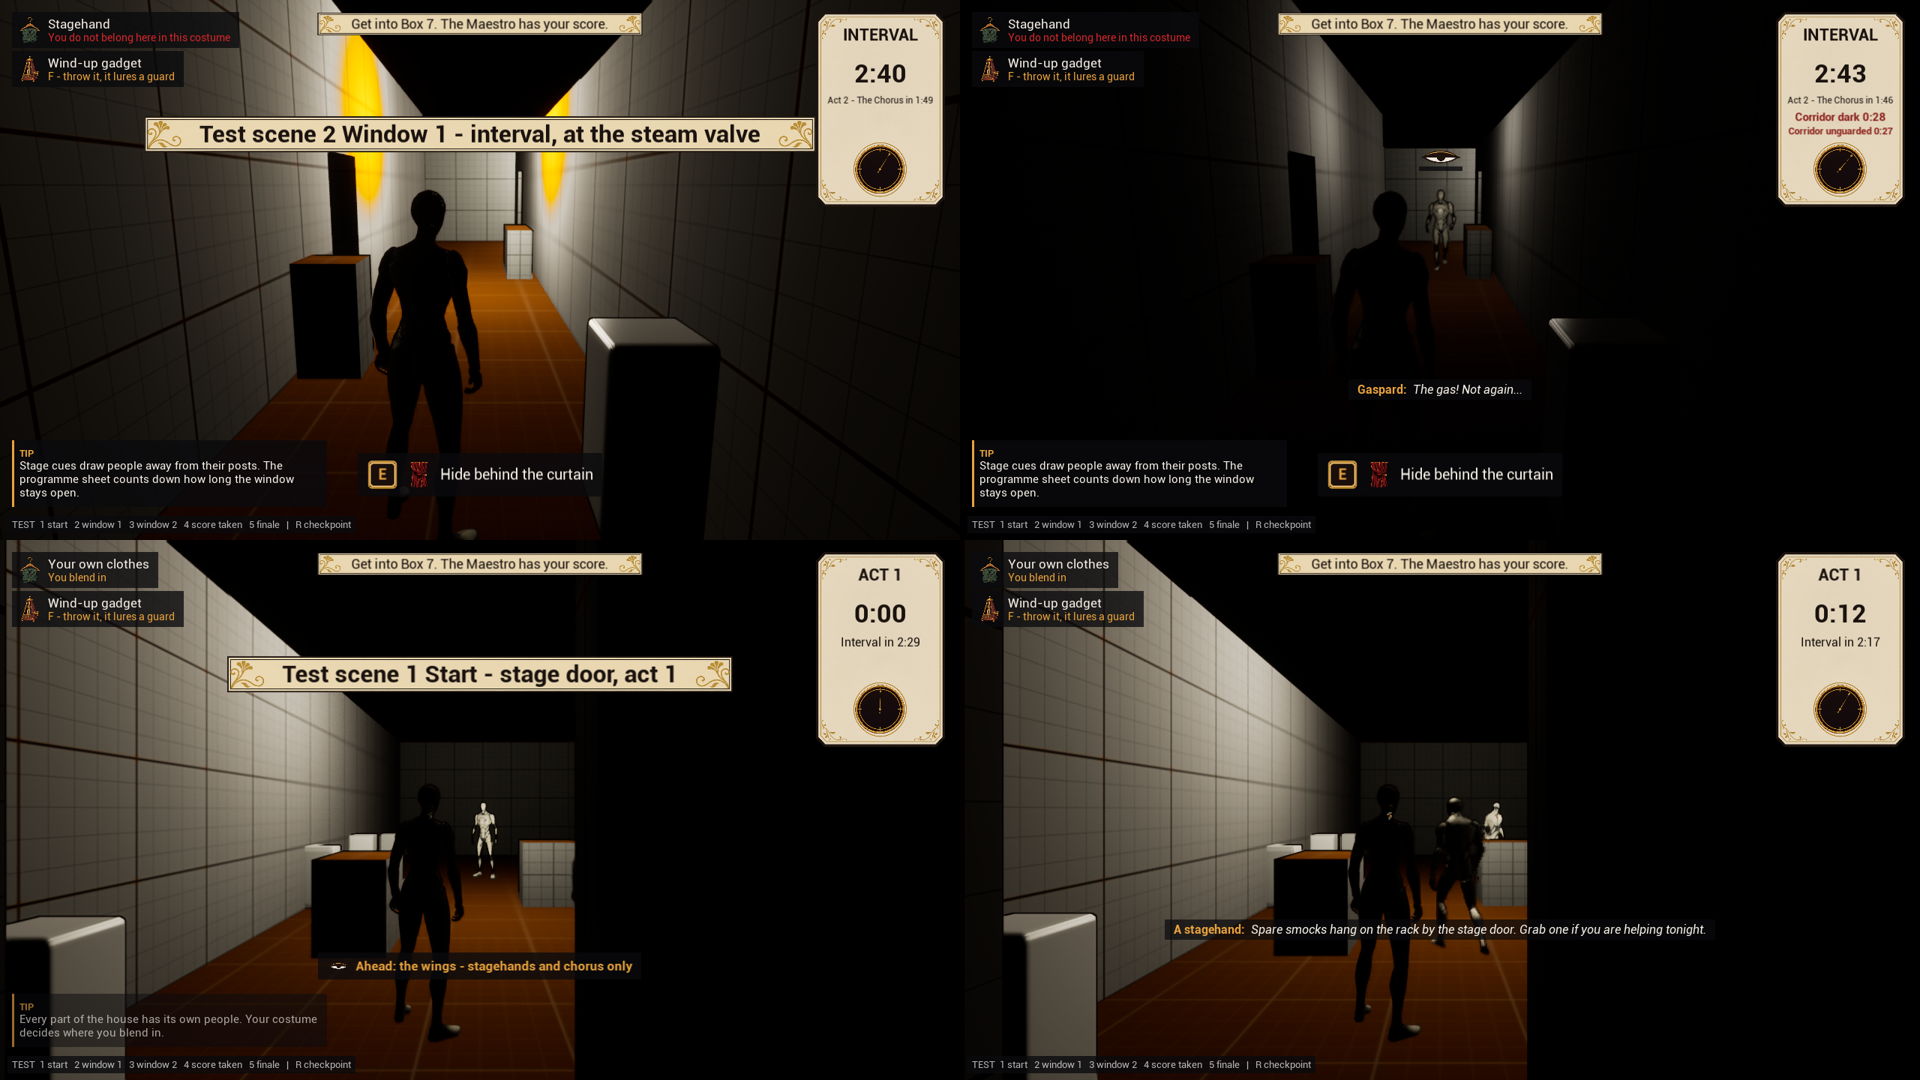 Stagehand
You do not belong here in this costume
Wind-up gadget
F - throw it, it lures a guard
Get into Box 7. The Maestro has your score.
INTERVAL
2:40
Act 2 - The Chorus in 1:49
Test scene 2 Window 1 - interval, at the steam valve
TIP
Stage cues draw people away from their posts. The
programme sheet counts down how long the window
stays open.
E Hide behind the curtain
TEST 1 start 2 window 1 3 window 2 4 score taken 5 finale | R checkpoint
Stagehand
You do not belong here in this costume
Wind-up gadget
F - throw it, it lures a guard
Get into Box 7. The Maestro has your score.
INTERVAL
2:43
Act 2 - The Chorus in 1:46
Corridor dark 0:28
Corridor unguarded 0:27
Gaspard: The gas! Not again...
TIP
Stage cues draw people away from their posts. The
programme sheet counts down how long the window
stays open.
E Hide behind the curtain
TEST 1 start 2 window 1 3 window 2 4 score taken 5 finale | R checkpoint
Your own clothes
You blend in
Wind-up gadget
F - throw it, it lures a guard
Get into Box 7. The Maestro has your score.
ACT 1
0:00
Interval in 2:29
Test scene 1 Start - stage door, act 1
Ahead: the wings - stagehands and chorus only
TIP
Every part of the house has its own people. Your costume
decides where you blend in.
TEST 1 start 2 window 1 3 window 2 4 score taken 5 finale | R checkpoint
Your own clothes
You blend in
Wind-up gadget
F - throw it, it lures a guard
Get into Box 7. The Maestro has your score.
ACT 1
0:12
Interval in 2:17
A stagehand: Spare smocks hang on the rack by the stage door. Grab one if you are helping tonight.
TEST 1 start 2 window 1 3 window 2 4 score taken 5 finale | R checkpoint